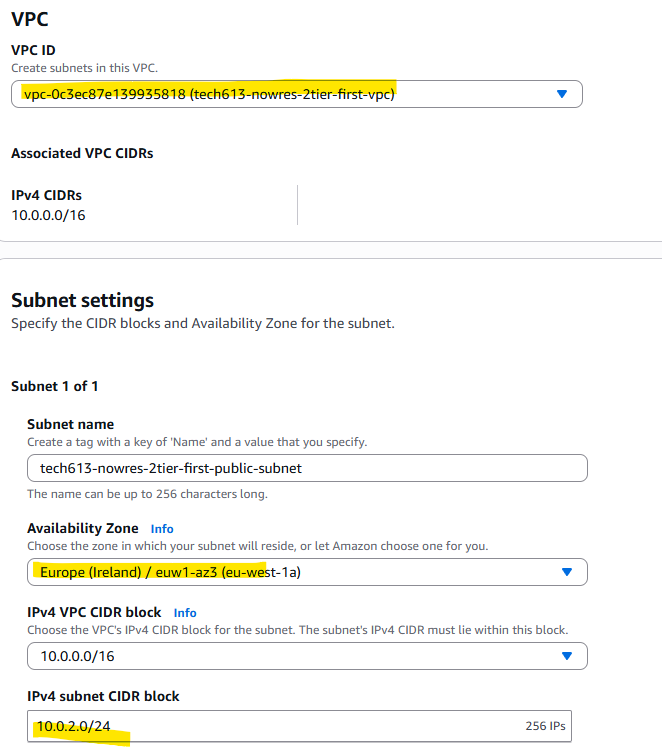 VPC
VPC ID
Create subnets in this VPC.
vpc-0c3ec87e139935818 (tech613-nowres-2tier-first-vpc)
Associated VPC CIDRs
IPv4 CIDRs
10.0.0.0/16
Subnet settings
Specify the CIDR blocks and Availability Zone for the subnet.
Subnet 1 of 1
Subnet name
Create a tag with a key of 'Name' and a value that you specify.
tech613-nowres-2tier-first-public-subnet
The name can be up to 256 characters long.
Availability Zone Info
Choose the zone in which your subnet will reside, or let Amazon choose one for you.
Europe (Ireland) / euw1-az3 (eu-west-1a)
IPv4 VPC CIDR block Info
Choose the VPC's IPv4 CIDR block for the subnet. The subnet's IPv4 CIDR must lie within this block.
10.0.0.0/16
IPv4 subnet CIDR block
10.0.2.0/24 256 IPs